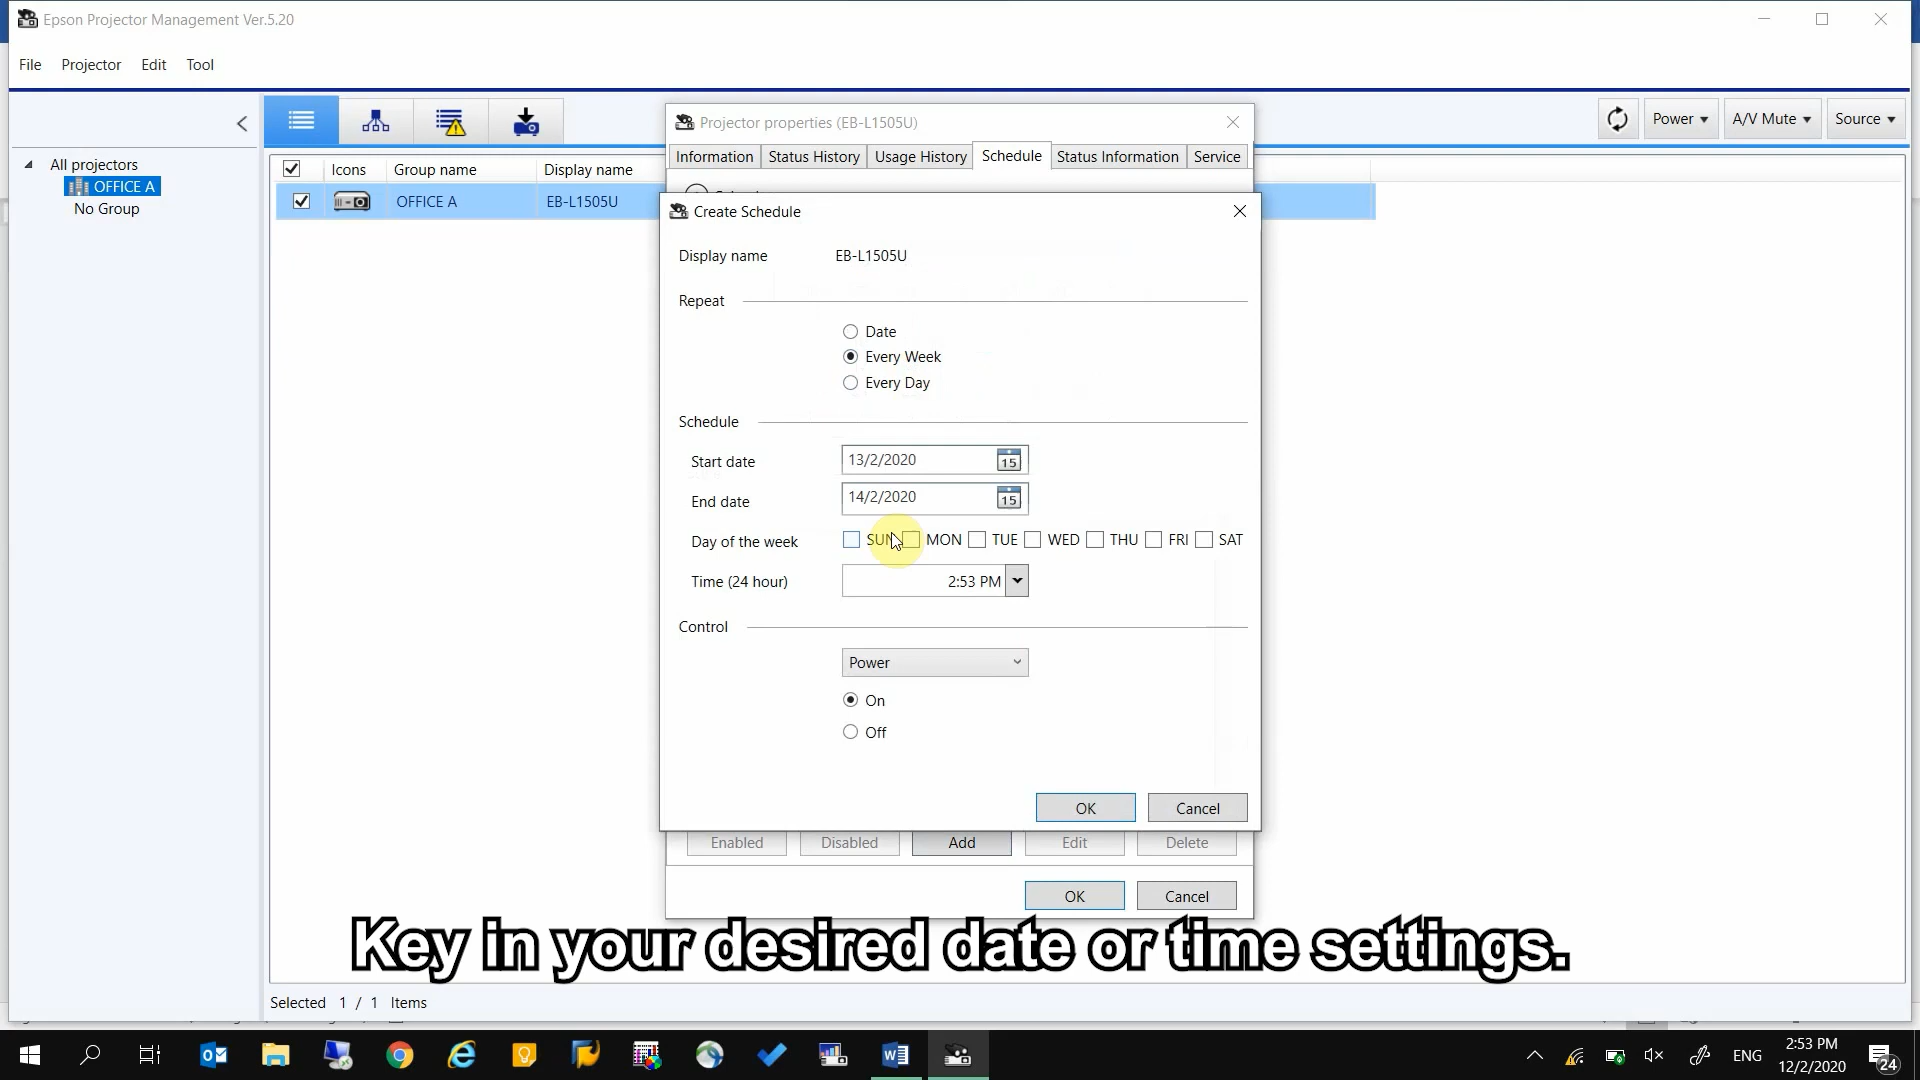 Epson Projector Management Ver.5.20
File Projector Edit Tool
Power A/V Mute Source
All projectors
OFFICE A
No Group
Icons Group name Display name
OFFICE A EB-L1505U
Projector properties (EB-L1505U)
Information Status History Usage History Schedule Status Information Service
Create Schedule
Display name EB-L1505U
Repeat
Date
Every Week
Every Day
Schedule
Start date 13/2/2020 15
End date 14/2/2020 15
Day of the week SUN MON TUE WED THU FRI SAT
Time (24 hour) 2:53 PM
Control
Power
On
Off
OK Cancel
Enabled Disabled Add Edit Delete
OK Cancel
Key in your desired date or time settings.
Selected 1 / 1 Items
ENG
2:53 PM
12/2/2020
24